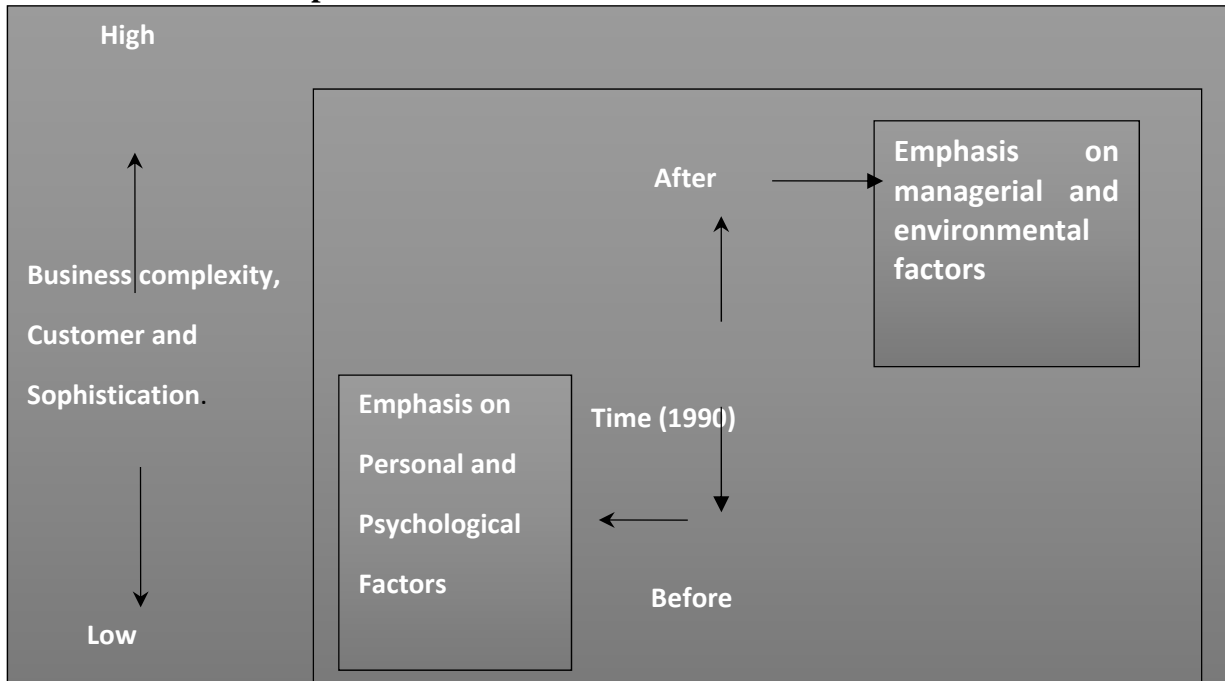 High
After
Emphasis on
managerial and
environmental
factors
Business complexity,
Customer and
Sophistication.
Emphasis on
Personal and
Psychological
Factors
Time (1990)
Before
Low